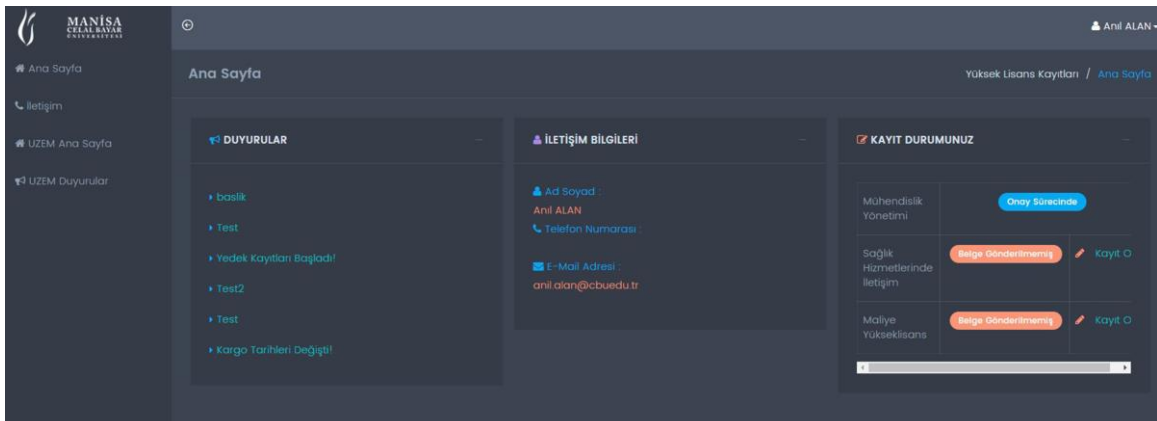 MANİSA
CELAL BAYAR
ÜNİVERSİTESİ
Anıl ALAN
Ana Sayfa
İletişim
UZEM Ana Sayfa
UZEM Duyurular
Ana Sayfa
Yüksek Lisans Kayıtları / Ana Sayfa
DUYURULAR
baslik
Test
Yedek Kayıtları Başladı!
Test2
Test
Kargo Tarihleri Değişti!
İLETİŞİM BİLGİLERİ
Ad Soyad :
Anıl ALAN
Telefon Numarası :
E-Mail Adresi :
anil.alan@cbuedu.tr
KAYIT DURUMUNUZ
Mühendislik
Yönetimi
Onay Sürecinde
Sağlık
Hizmetlerinde
İletişim
Belge Gönderilmemiş
Kayıt O
Maliye
Yükseklisans
Belge Gönderilmemiş
Kayıt O